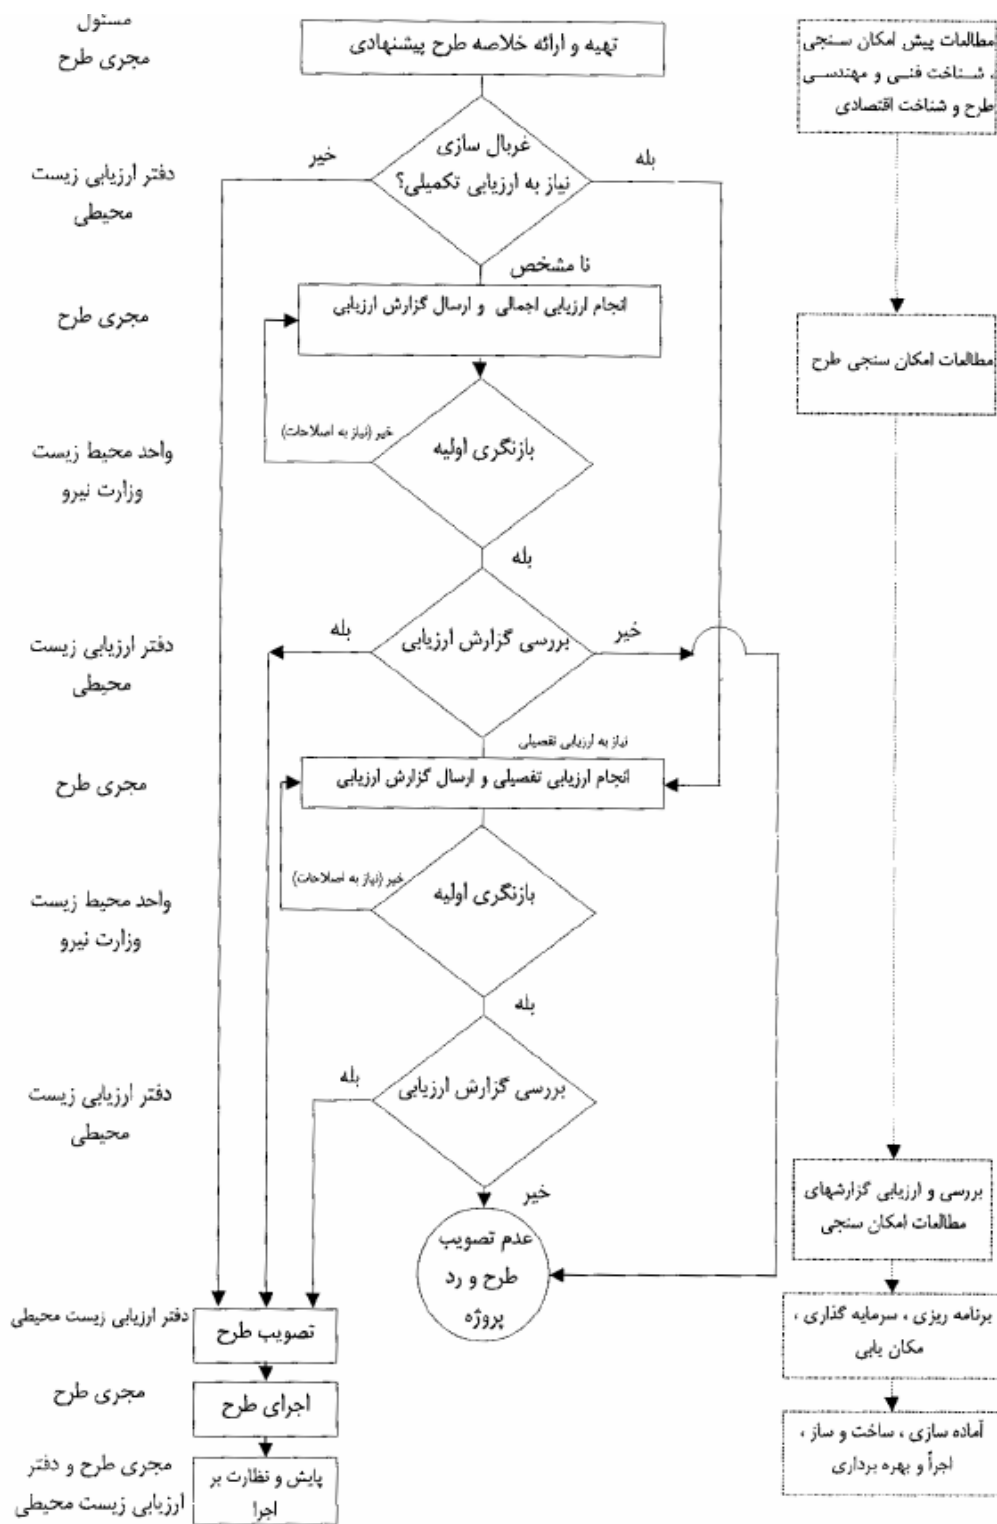 مسئول
مجری طرح
تهیه و ارائه خلاصه طرح پیشنهادی
مطالعات پیش امکان سنجی
، شناخت فنی و مهندسی
طرح و شناخت اقتصادی
دفتر ارزیابی زیست
محیطی
خیر
غربال سازی
نیاز به ارزیابی تکمیلی؟
بله
نا مشخص
مجری طرح
انجام ارزیابی اجمالی و ارسال گزارش ارزیابی
مطالعات امکان سنجی طرح
واحد محیط زیست
وزارت نیرو
خیر (نیاز به اصلاحات)
بازنگری اولیه
بله
دفتر ارزیابی زیست
محیطی
بله
بررسی گزارش ارزیابی
خیر
نیاز به ارزیابی تفصیلی
مجری طرح
انجام ارزیابی تفصیلی و ارسال گزارش ارزیابی
واحد محیط زیست
وزارت نیرو
خیر (نیاز به اصلاحات)
بازنگری اولیه
بله
دفتر ارزیابی زیست
محیطی
بله
بررسی گزارش ارزیابی
خیر
بررسی و ارزیابی گزارشهای
مطالعات امکان سنجی
عدم تصویب
طرح و رد
پروژه
دفتر ارزیابی زیست محیطی
تصویب طرح
برنامه ریزی ، سرمایه گذاری ،
مکان یابی
مجری طرح
اجرای طرح
آماده سازی ، ساخت و ساز ،
اجرأ و بهره برداری
مجری طرح و دفتر
ارزیابی زیست محیطی
پایش و نظارت بر
اجرا